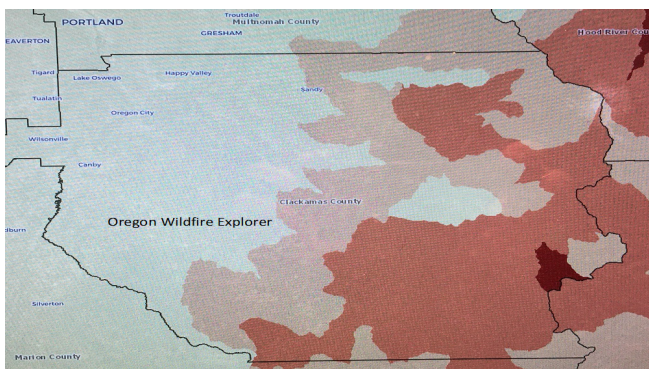 Troutdale
PORTLAND
Multnomah County
GRESHAM
Hood River Cou
EAVERTON
Tigard
Lake Oswego
Happy Valley
Sandy
Tualatin
Oregon City
Wilsonville
Canby
Clackamas County
Oregon Wildfire Explorer
dburn
Silverton
Marion County